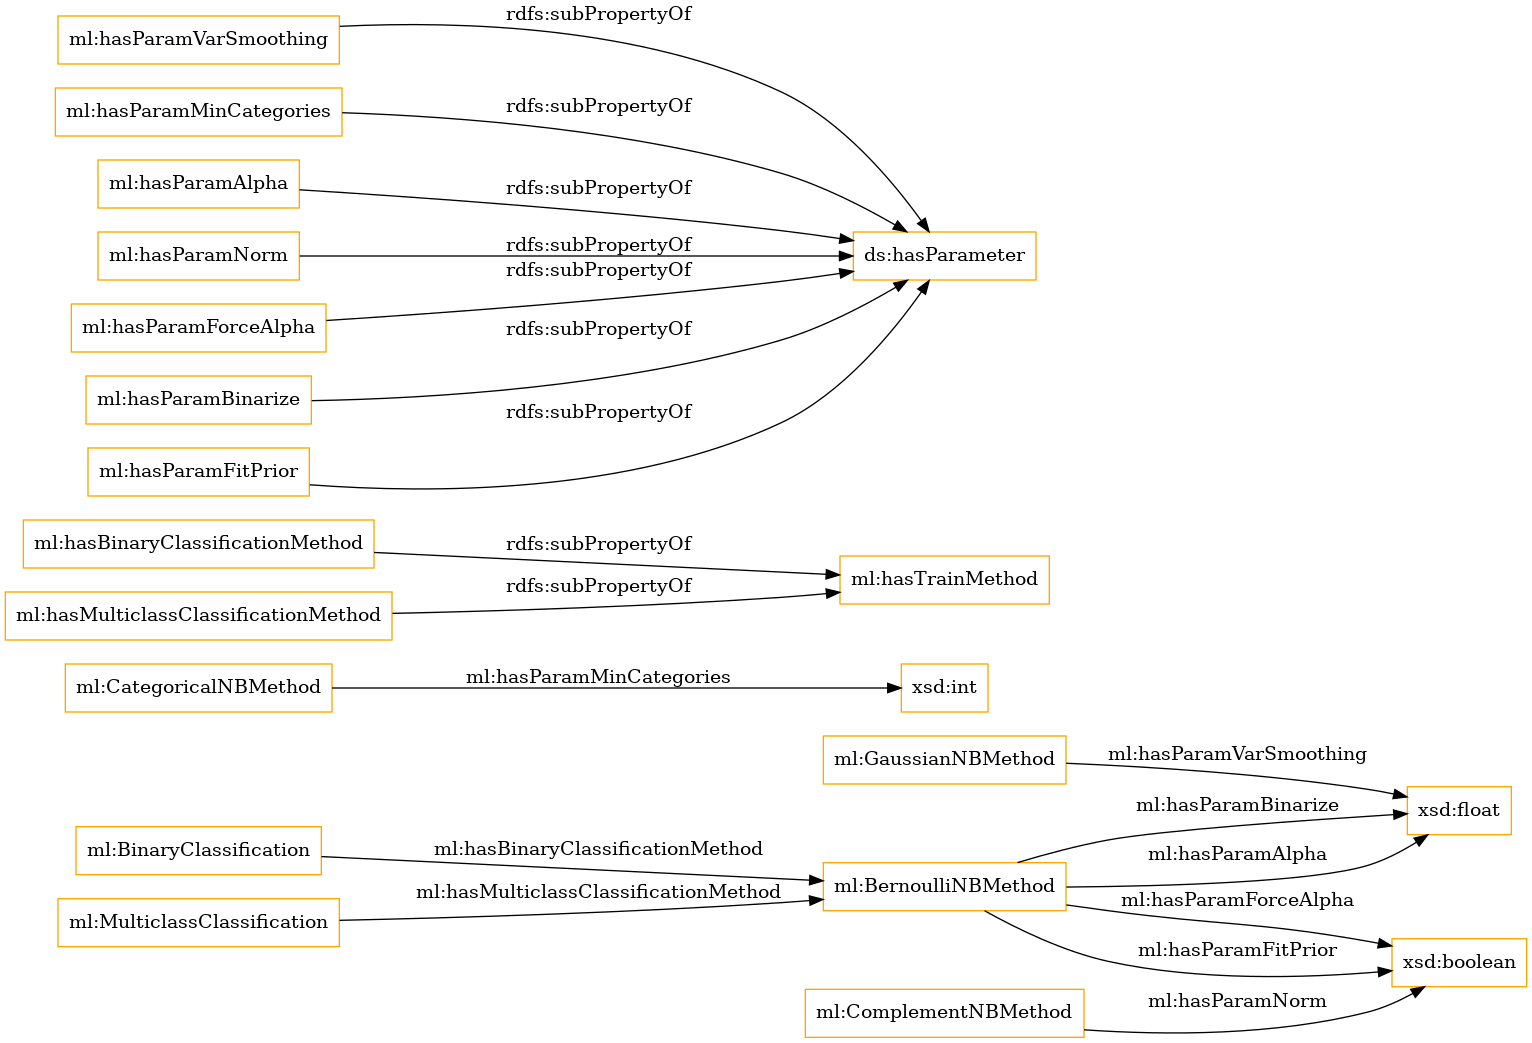 rdfs:subPropertyOf
ml:hasParamVarSmoothing
rdfs:subPropertyOf
ml:hasParamMinCategories
rdfs:subPropertyOf
ml:hasParamAlpha
rdfs:subPropertyOf
ml:hasParamNorm
ds:hasParameter
rdfs:subPropertyOf
ml:hasParamForceAlpha
rdfs:subPropertyOf
ml:hasParamBinarize
rdfs:subPropertyOf
ml:hasParamFitPrior
ml:hasBinaryClassificationMethod
rdfs:subPropertyOf
ml:hasTrainMethod
rdfs:subPropertyOf
ml:hasMulticlassClassificationMethod
ml:CategoricalNBMethod
ml:hasParamMinCategories
xsd:int
ml:GaussianNBMethod
ml:hasParamVarSmoothing
xsd:float
ml:hasParamBinarize
ml:BinaryClassification
ml:hasBinaryClassificationMethod
ml:hasParamAlpha
ml:BernoulliNBMethod
ml:hasMulticlassClassificationMethod
ml:hasParamForceAlpha
ml:MulticlassClassification
ml:hasParamFitPrior
xsd:boolean
ml:hasParamNorm
ml:ComplementNBMethod